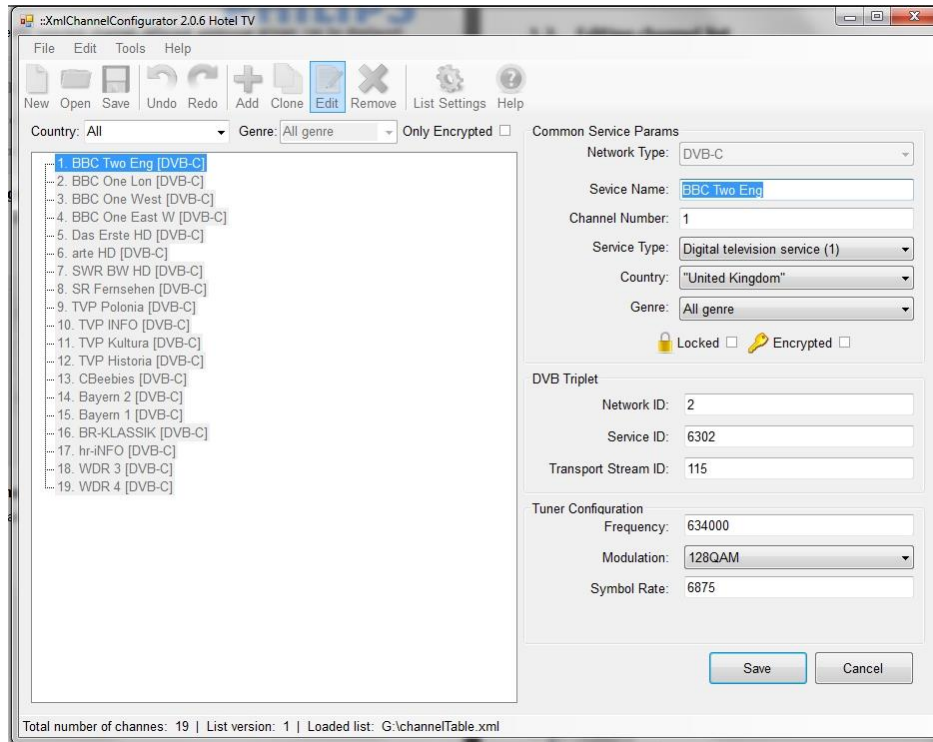 ::XmlChannelConfigurator 2.0.6 Hotel TV
File Edit Tools Help
New Open Save Undo Redo Add Clone Edit Remove List Settings Help
Country: All Genre: All genre Only Encrypted
1. BBC Two Eng [DVB-C]
2. BBC One Lon [DVB-C]
3. BBC One West [DVB-C]
4. BBC One East W [DVB-C]
5. Das Erste HD [DVB-C]
6. arte HD [DVB-C]
7. SWR BW HD [DVB-C]
8. SR Fernsehen [DVB-C]
9. TVP Polonia [DVB-C]
10. TVP INFO [DVB-C]
11. TVP Kultura [DVB-C]
12. TVP Historia [DVB-C]
13. CBeebies [DVB-C]
14. Bayern 2 [DVB-C]
15. Bayern 1 [DVB-C]
16. BR-KLASSIK [DVB-C]
17. hr-iNFO [DVB-C]
18. WDR 3 [DVB-C]
19. WDR 4 [DVB-C]
Common Service Params
Network Type: DVB-C
Sevice Name: BBC Two Eng
Channel Number: 1
Service Type: Digital television service (1)
Country: "United Kingdom"
Genre: All genre
Locked Encrypted
DVB Triplet
Network ID: 2
Service ID: 6302
Transport Stream ID: 115
Tuner Configuration
Frequency: 634000
Modulation: 128QAM
Symbol Rate: 6875
Save Cancel
Total number of channes: 19 | List version: 1 | Loaded list: G:\channelTable.xml